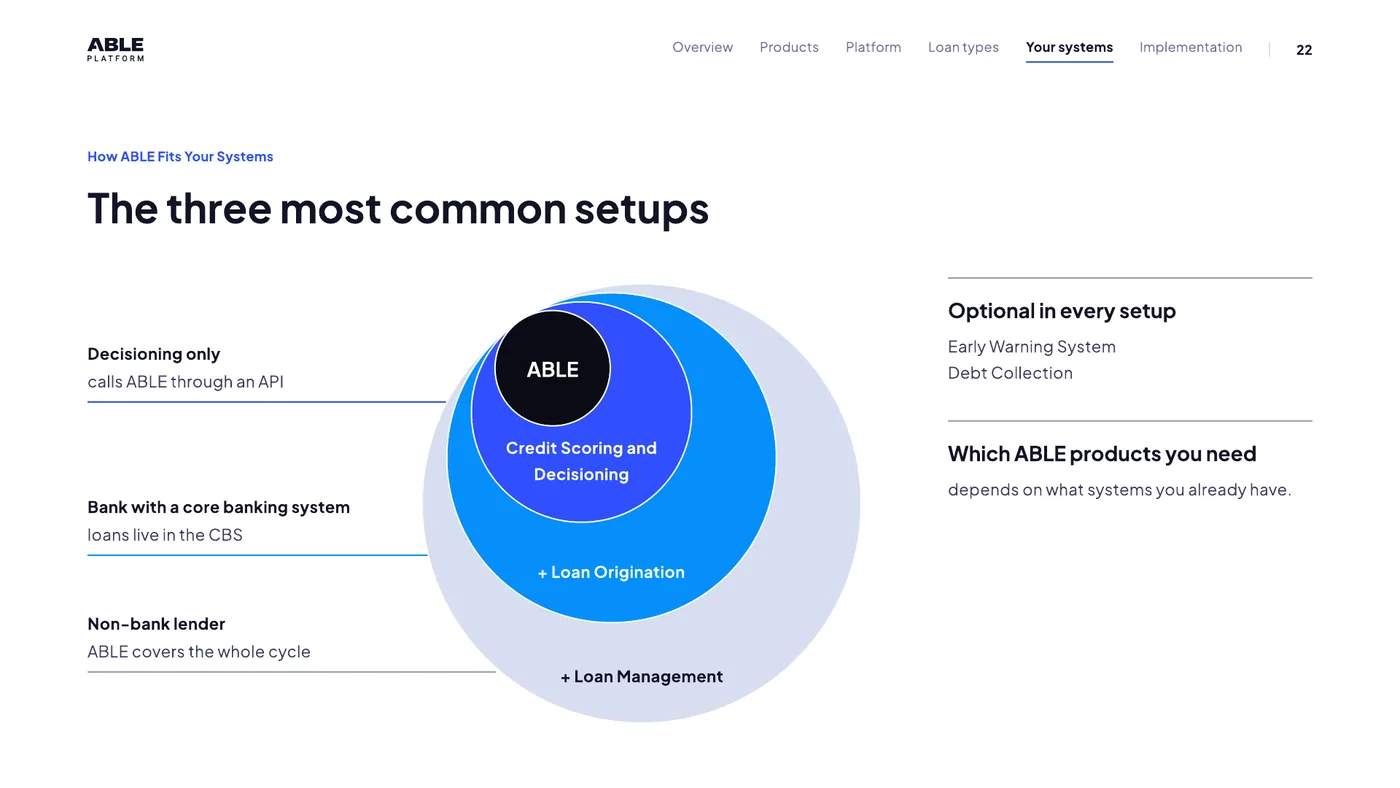 ABLE
PLATFORM
Overview
Products
Platform
Loan types
Your systems
Implementation
22
How ABLE Fits Your Systems
The three most common setups
Decisioning only
calls ABLE through an API
Bank with a core banking system
loans live in the CBS
Non-bank lender
ABLE covers the whole cycle
ABLE
Credit Scoring and
Decisioning
+ Loan Origination
+ Loan Management
Optional in every setup
Early Warning System
Debt Collection
Which ABLE products you need
depends on what systems you already have.